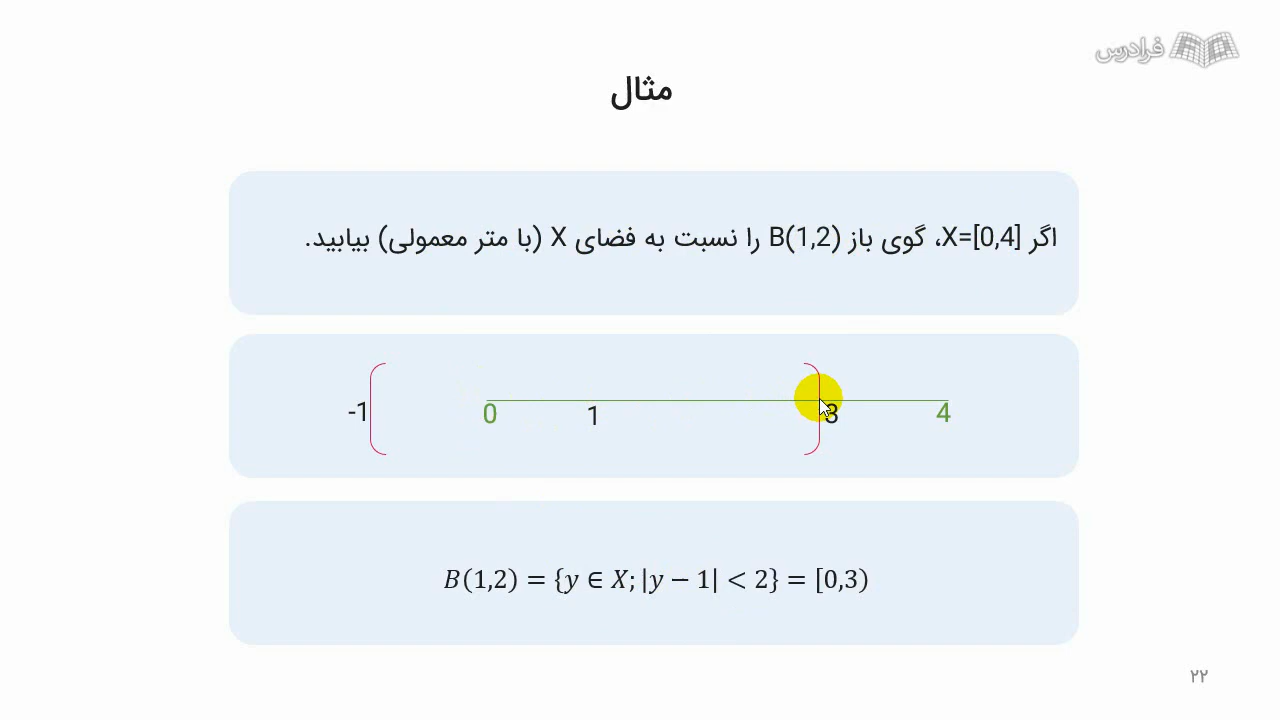 فرادرس
مثال
اگر X=[0,4]، گوی باز B(1,2) را نسبت به فضای X (با متر معمولی) بیابید.
-1 0 1 3 4
B(1,2) = {y ∈ X; |y − 1| < 2} = [0,3)
۲۲